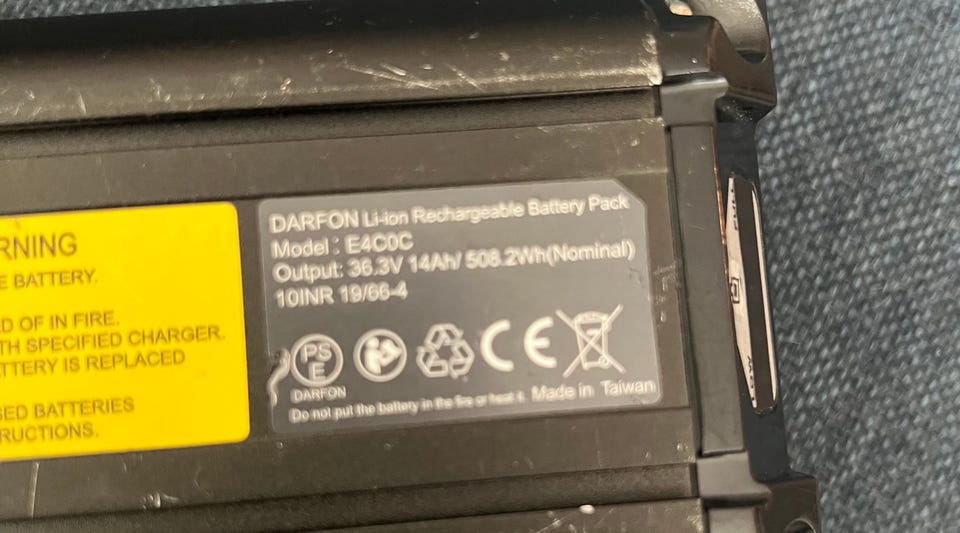 RNING
E BATTERY.
D OF IN FIRE.
TH SPECIFIED CHARGER.
TTERY IS REPLACED
SED BATTERIES
RUCTIONS.
DARFON Li-ion Rechargeable Battery Pack
Model : E4C0C
Output: 36.3V 14Ah/ 508.2Wh(Nominal)
10INR 19/66-4
PS
E
CE
DARFON
Do not put the battery in the fire or heat it. Made in Taiwan